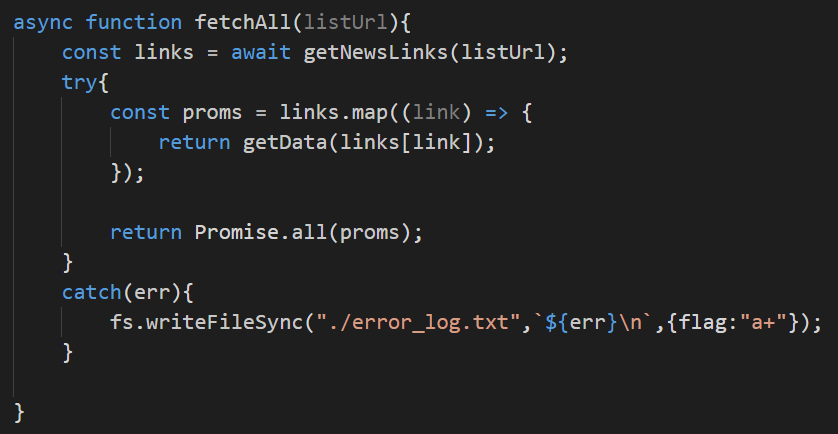 async function fetchAll(listUrl){
    const links = await getNewsLinks(listUrl);
    try{
        const proms = links.map((link) => {
            return getData(links[link]);
        });

        return Promise.all(proms);
    }
    catch(err){
        fs.writeFileSync("./error_log.txt",`${err}\n`,{flag:"a+"});
    }

}